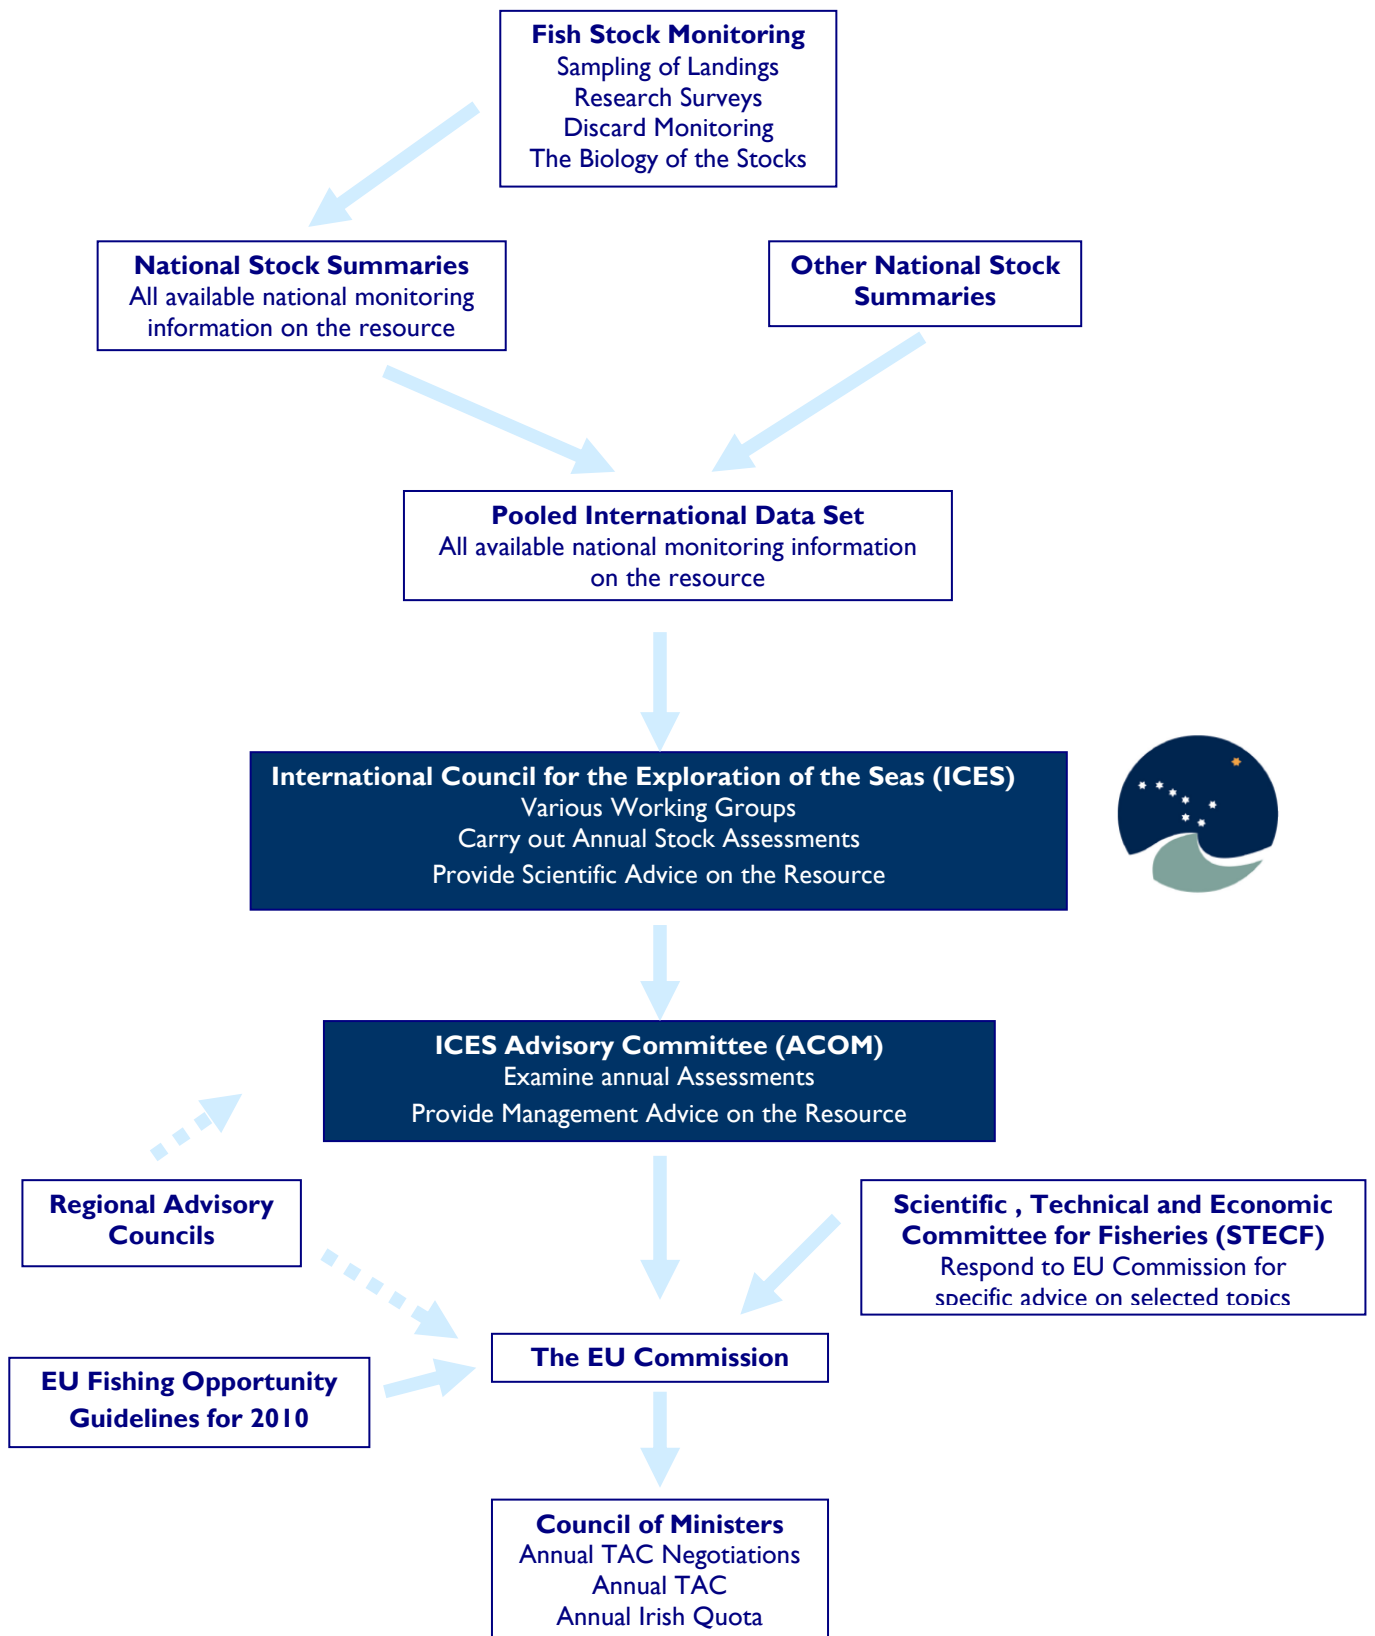 Fish Stock Monitoring
Sampling of Landings
Research Surveys
Discard Monitoring
The Biology of the Stocks
National Stock Summaries
All available national monitoring
information on the resource
Other National Stock
Summaries
Pooled International Data Set
All available national monitoring information
on the resource
International Council for the Exploration of the Seas (ICES)
Various Working Groups
Carry out Annual Stock Assessments
Provide Scientific Advice on the Resource
ICES Advisory Committee (ACOM)
Examine annual Assessments
Provide Management Advice on the Resource
Regional Advisory
Councils
Scientific , Technical and Economic
Committee for Fisheries (STECF)
Respond to EU Commission for
specific advice on selected topics
The EU Commission
EU Fishing Opportunity
Guidelines for 2010
Council of Ministers
Annual TAC Negotiations
Annual TAC
Annual Irish Quota